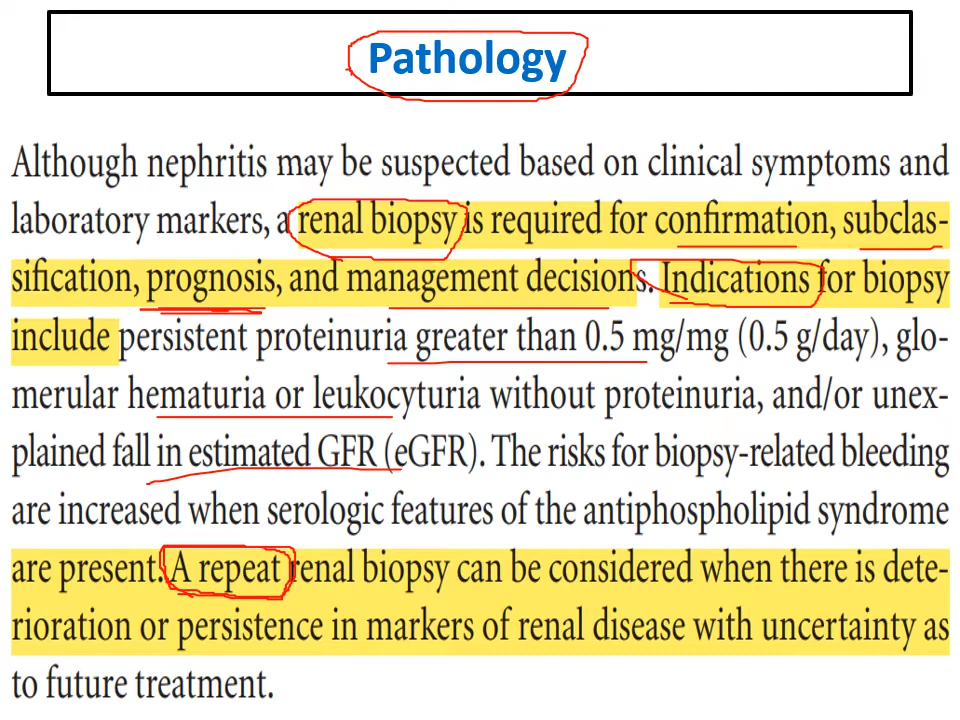 Pathology
Although nephritis may be suspected based on clinical symptoms and
laboratory markers, a renal biopsy is required for confirmation, subclas-
sification, prognosis, and management decisions. Indications for biopsy
include persistent proteinuria greater than 0.5 mg/mg (0.5 g/day), glo-
merular hematuria or leukocyturia without proteinuria, and/or unex-
plained fall in estimated GFR (eGFR). The risks for biopsy-related bleeding
are increased when serologic features of the antiphospholipid syndrome
are present. A repeat renal biopsy can be considered when there is dete-
rioration or persistence in markers of renal disease with uncertainty as
to future treatment.